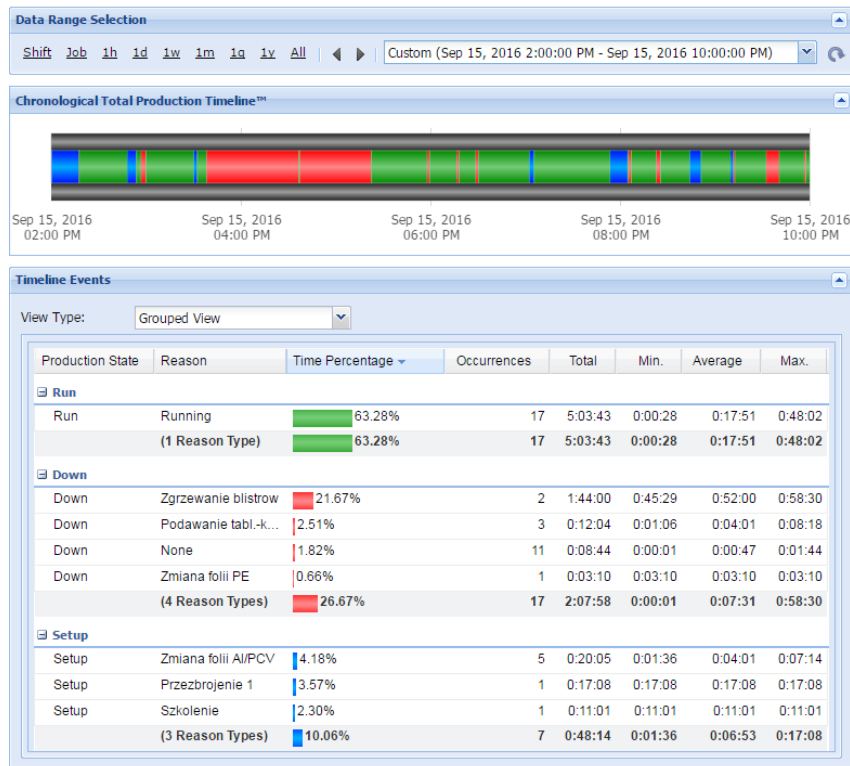 Data Range Selection
Shift Job 1h 1d 1w 1m 1q 1y All Custom (Sep 15, 2016 2:00:00 PM - Sep 15, 2016 10:00:00 PM)
Chronological Total Production Timeline™
Sep 15, 2016 Sep 15, 2016 Sep 15, 2016 Sep 15, 2016 Sep 15, 2016
02:00 PM 04:00 PM 06:00 PM 08:00 PM 10:00 PM
Timeline Events
View Type: Grouped View
Production State Reason Time Percentage Occurrences Total Min. Average Max.
Run
Run Running 63.28% 17 5:03:43 0:00:28 0:17:51 0:48:02
(1 Reason Type) 63.28% 17 5:03:43 0:00:28 0:17:51 0:48:02
Down
Down Zgrzewanie blistrow 21.67% 2 1:44:00 0:45:29 0:52:00 0:58:30
Down Podawanie tabl.-k... 2.51% 3 0:12:04 0:01:06 0:04:01 0:08:18
Down None 1.82% 11 0:08:44 0:00:01 0:00:47 0:01:44
Down Zmiana folii PE 0.66% 1 0:03:10 0:03:10 0:03:10 0:03:10
(4 Reason Types) 26.67% 17 2:07:58 0:00:01 0:07:31 0:58:30
Setup
Setup Zmiana folii Al/PCV 4.18% 5 0:20:05 0:01:36 0:04:01 0:07:14
Setup Przezbrojenie 1 3.57% 1 0:17:08 0:17:08 0:17:08 0:17:08
Setup Szkolenie 2.30% 1 0:11:01 0:11:01 0:11:01 0:11:01
(3 Reason Types) 10.06% 7 0:48:14 0:01:36 0:06:53 0:17:08